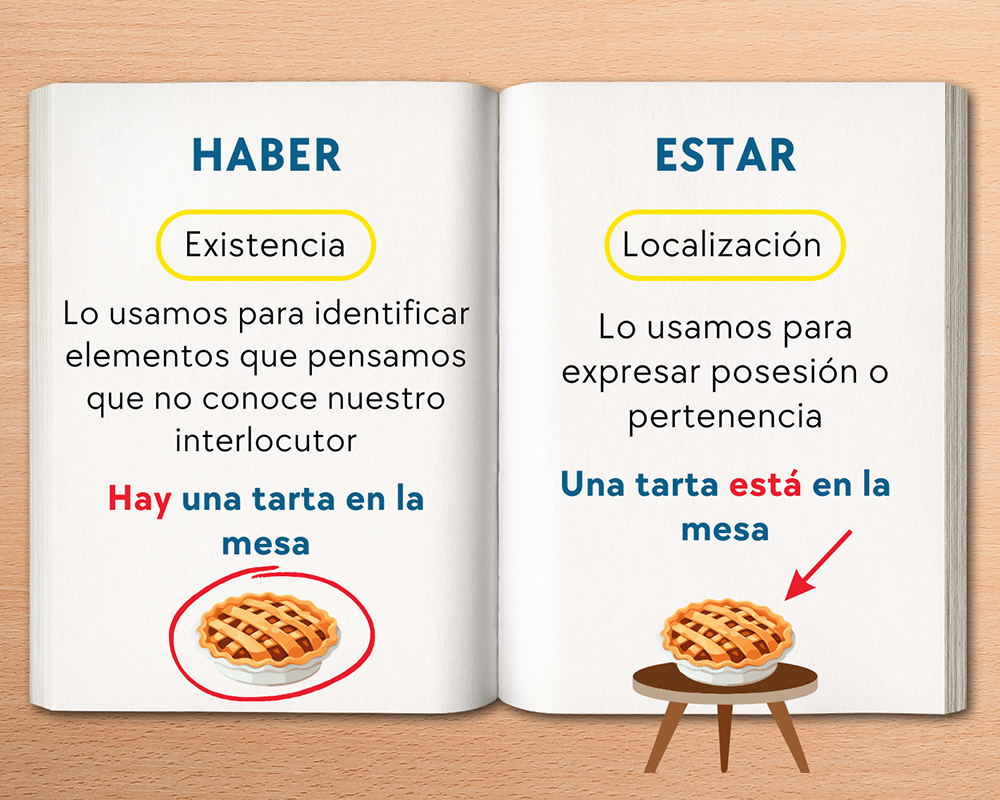 HABER
Existencia
Lo usamos para identificar
elementos que pensamos
que no conoce nuestro
interlocutor
Hay una tarta en la
mesa
ESTAR
Localización
Lo usamos para
expresar posesión o
pertenencia
Una tarta está en la
mesa